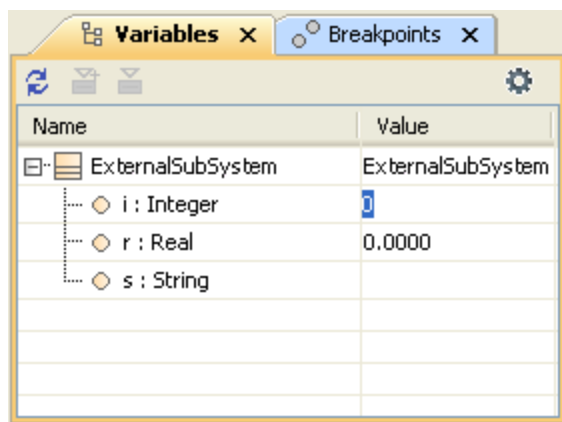 Variables x Breakpoints x
Name Value
ExternalSubSystem ExternalSubSystem
i : Integer 0
r : Real 0.0000
s : String